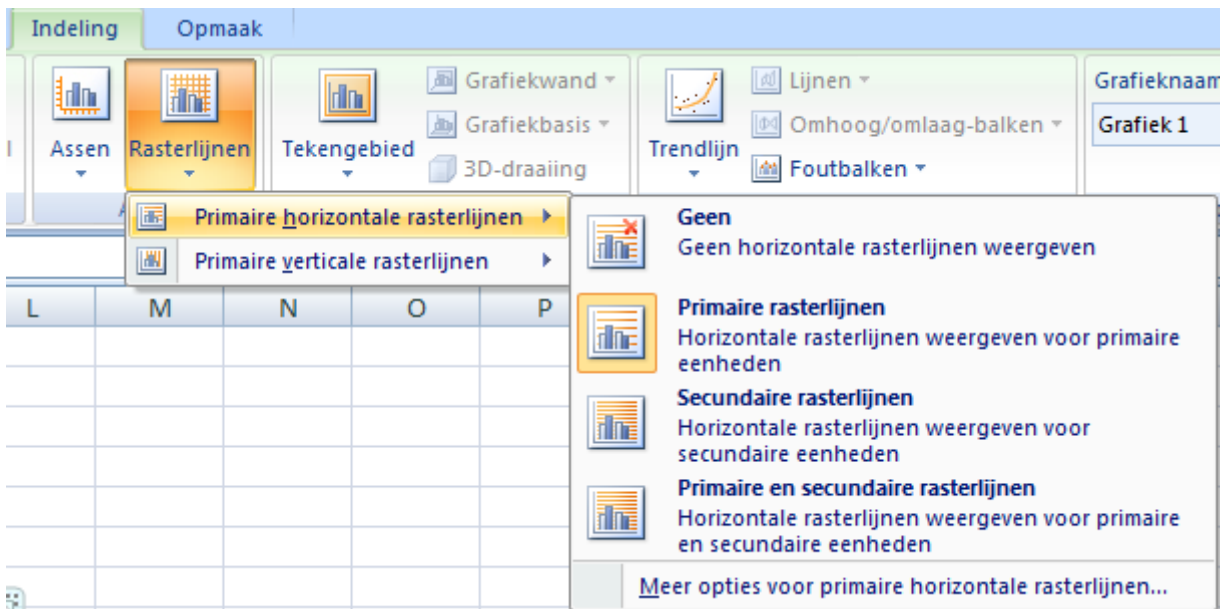 Indeling Opmaak
Grafiekwand
Lijnen
Grafieknaam
Grafiekbasis
Omhoog/omlaag-balken
Grafiek 1
Assen Rasterlijnen Tekengebied 3D-draaiing Trendlijn Foutbalken
Primaire horizontale rasterlijnen
Primaire verticale rasterlijnen
Geen
Geen horizontale rasterlijnen weergeven
Primaire rasterlijnen
Horizontale rasterlijnen weergeven voor primaire
eenheden
Secundaire rasterlijnen
Horizontale rasterlijnen weergeven voor
secundaire eenheden
Primaire en secundaire rasterlijnen
Horizontale rasterlijnen weergeven voor primaire
en secundaire eenheden
Meer opties voor primaire horizontale rasterlijnen...
L M N O P